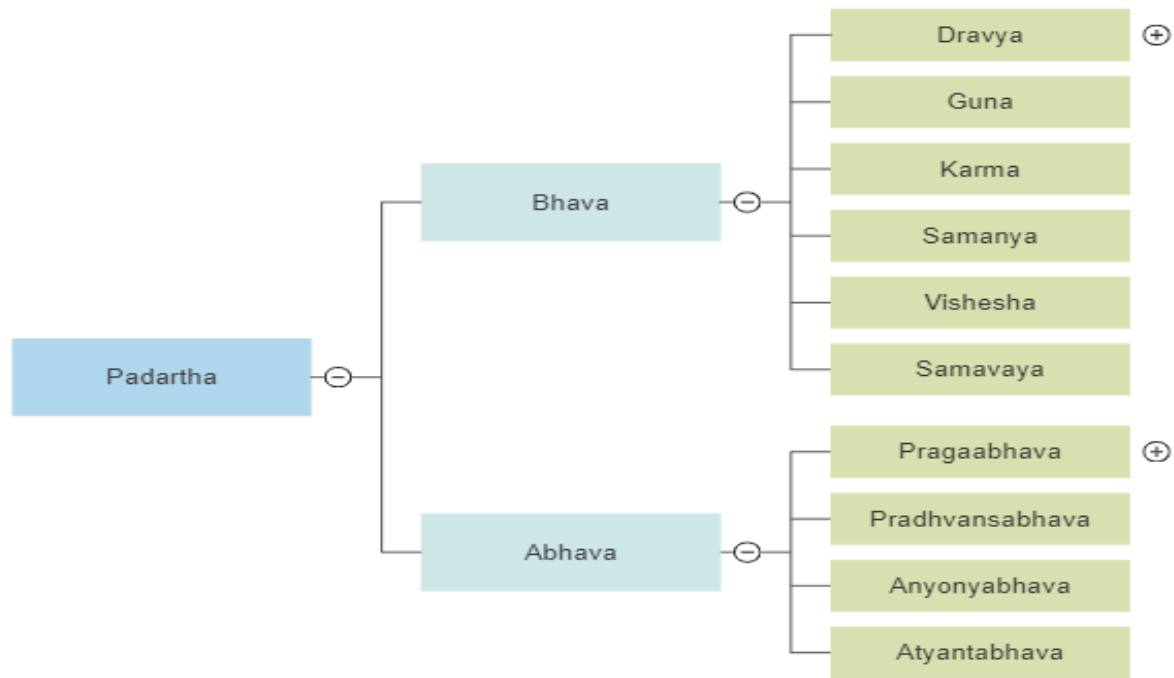 Padartha
Bhava
Dravya
Guna
Karma
Samanya
Vishesha
Samavaya
Abhava
Pragaabhava
Pradhvansabhava
Anyonyabhava
Atyantabhava